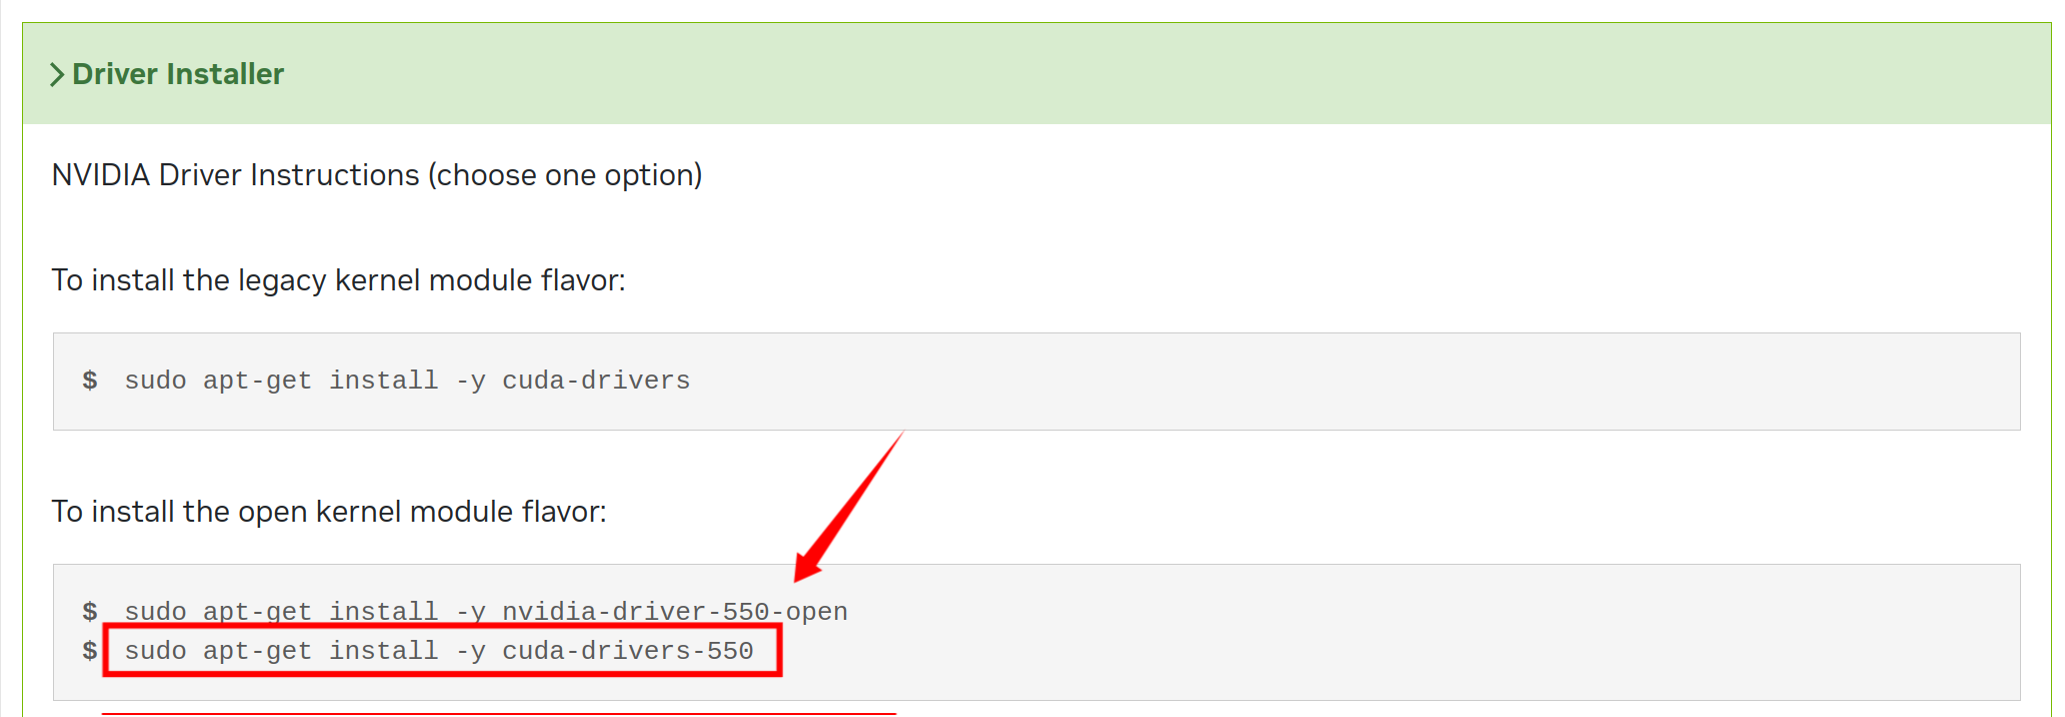 Driver Installer
NVIDIA Driver Instructions (choose one option)
To install the legacy kernel module flavor:
$ sudo apt-get install -y cuda-drivers
To install the open kernel module flavor:
$ sudo apt-get install -y nvidia-driver-550-open
$ sudo apt-get install -y cuda-drivers-550